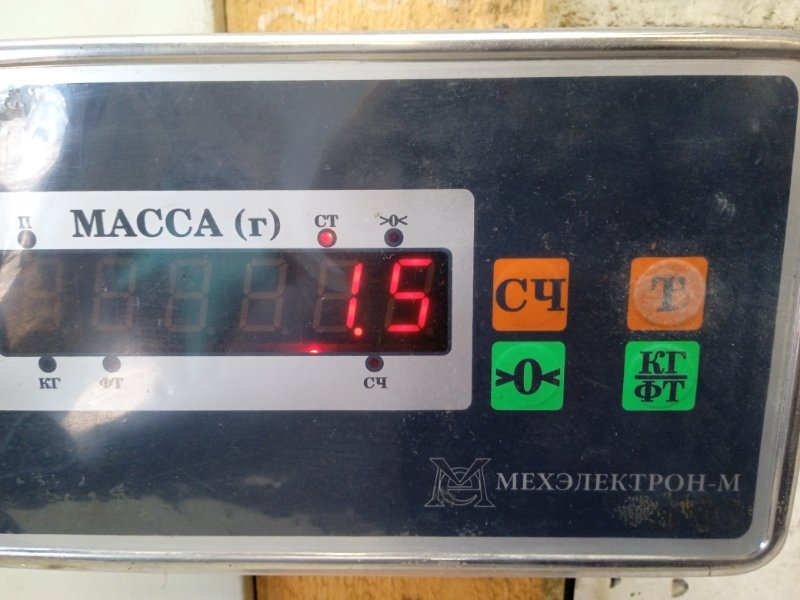 П МАССА (г) СТ >0<
1.5
КГ ФТ СЧ
СЧ Т
>0< КГ/ФТ
МЕХЭЛЕКТРОН-М